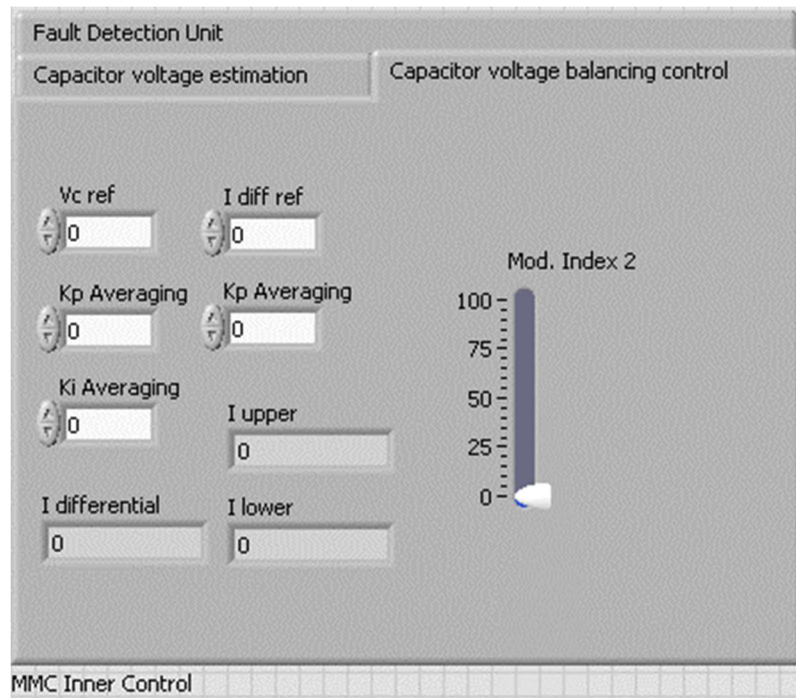 Fault Detection Unit
Capacitor voltage estimation
Capacitor voltage balancing control
Vc ref
I diff ref
0
0
Kp Averaging
Kp Averaging
0
0
Ki Averaging
0
I upper
0
I differential
I lower
0
0
Mod. Index 2
100
75
50
25
0
MMC Inner Control